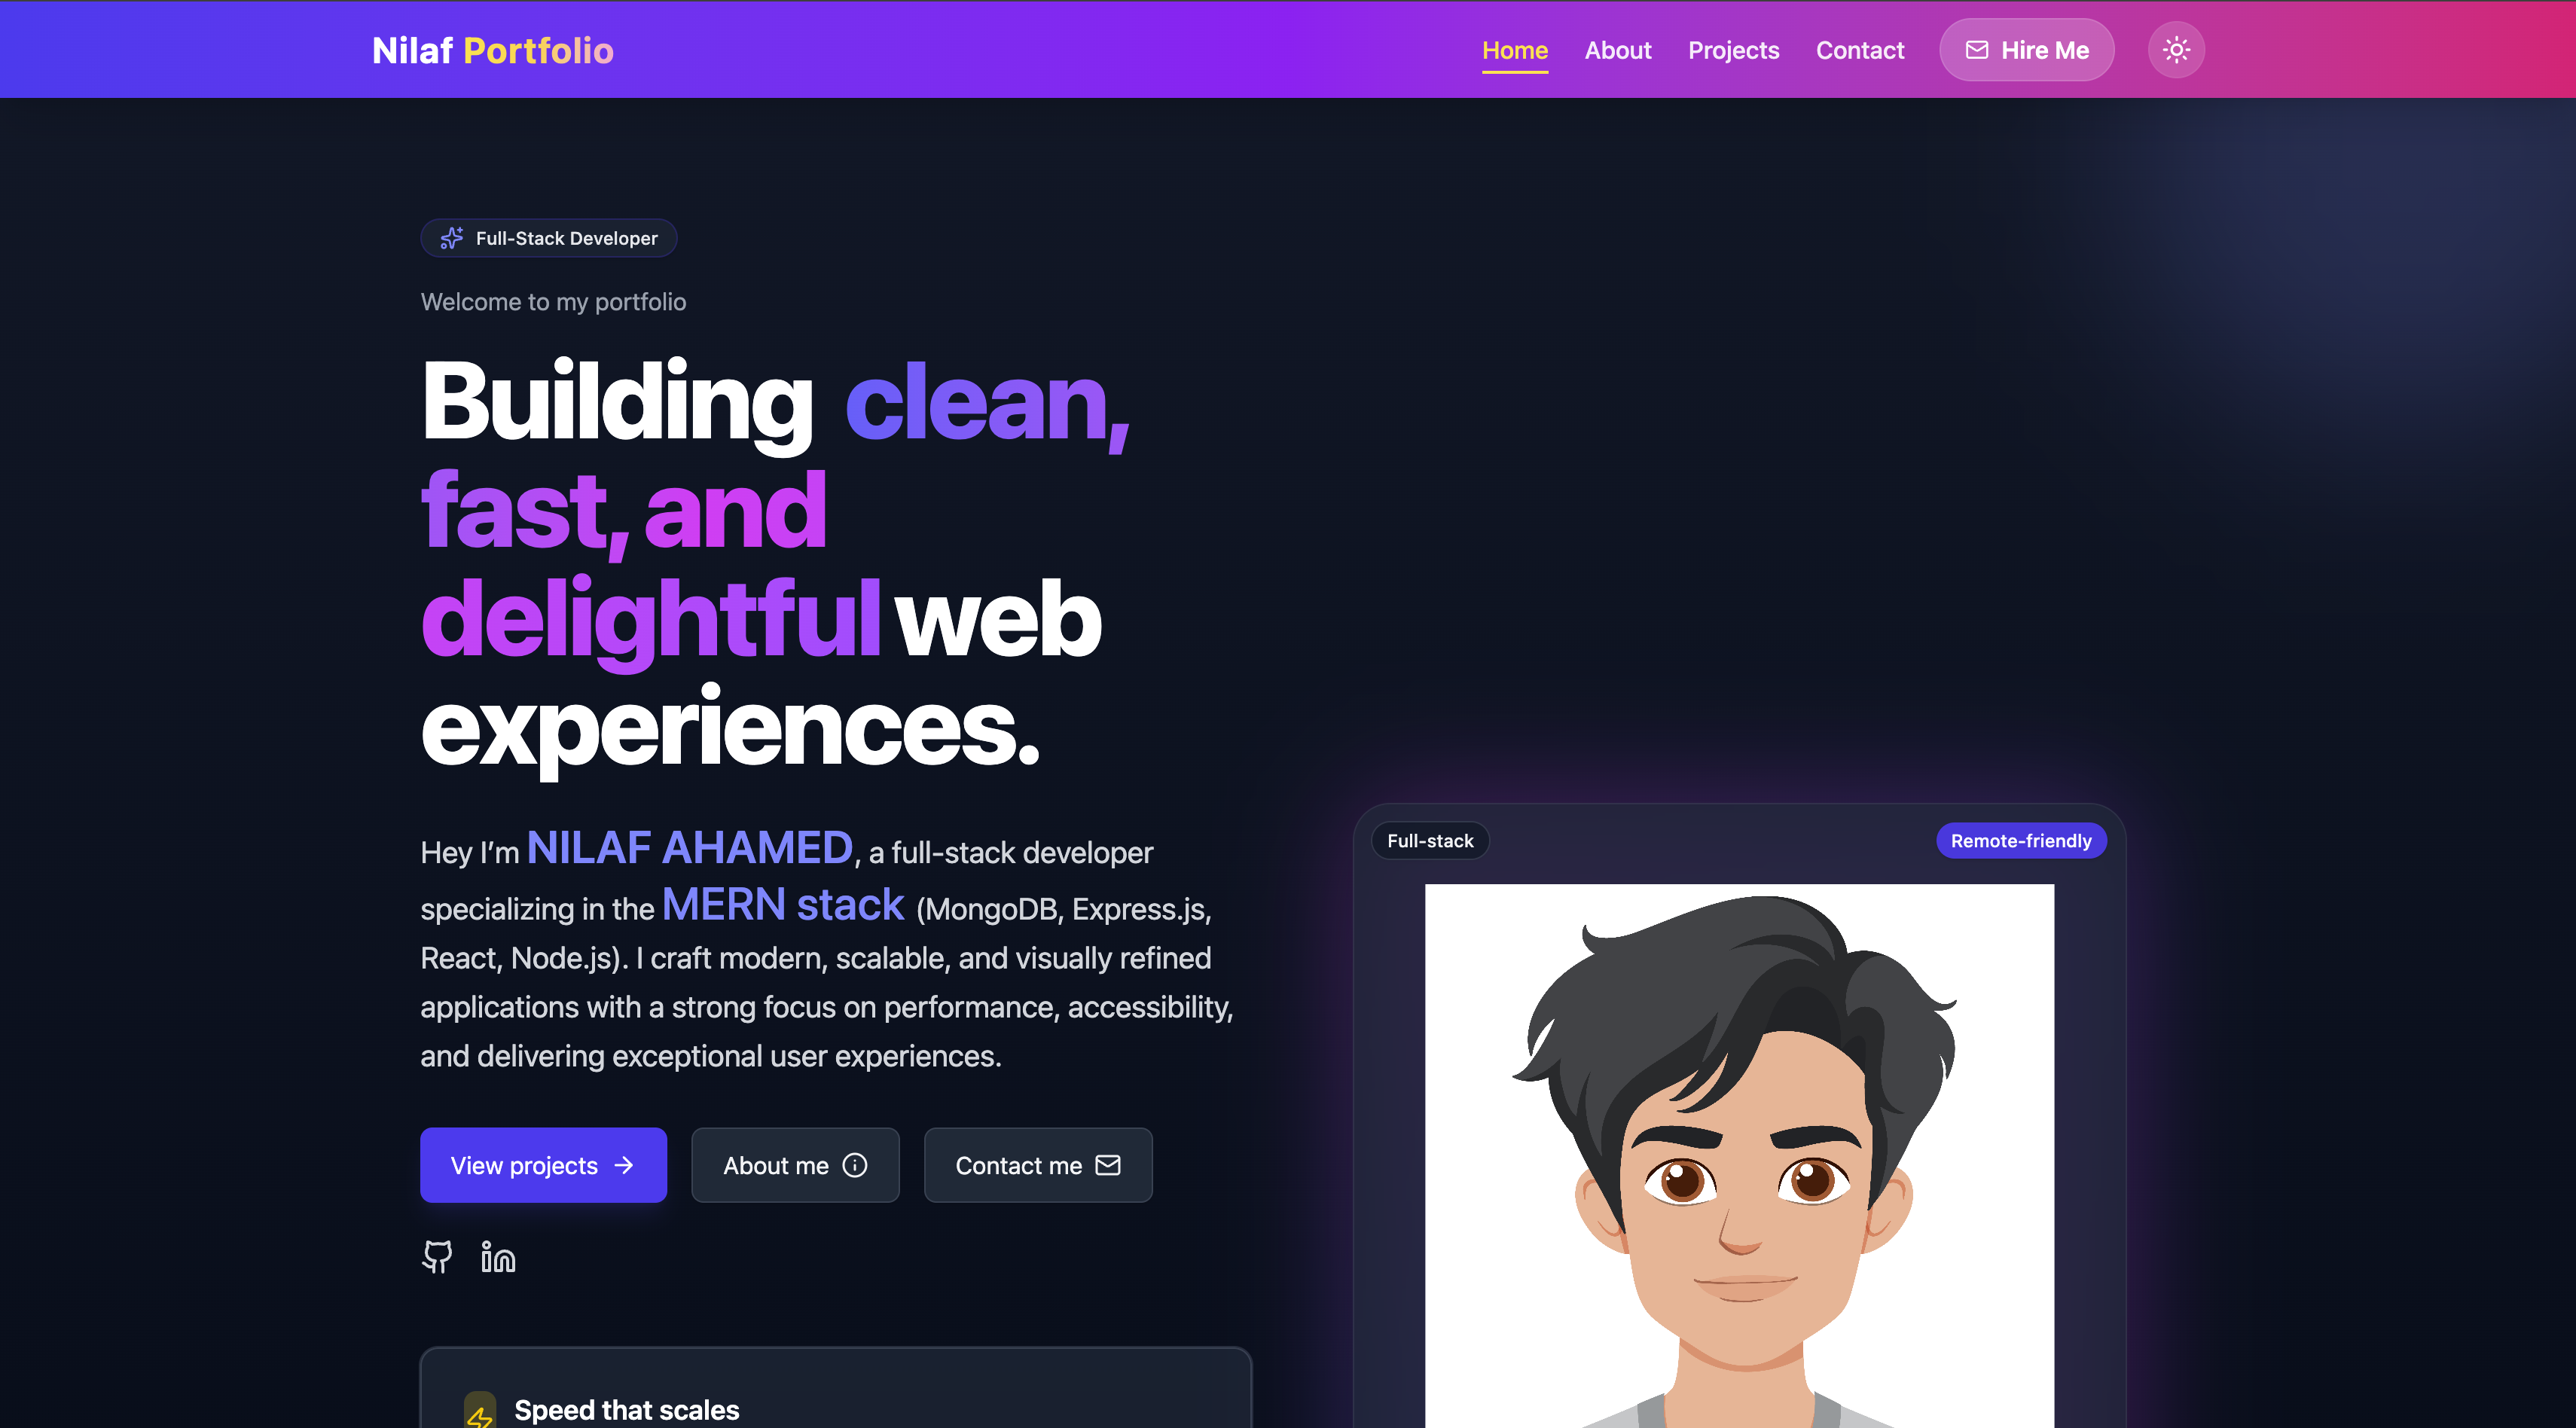 Nilaf Portfolio
Home
About
Projects
Contact
Hire Me
Full-Stack Developer
Welcome to my portfolio
Building clean,
fast, and
delightful web
experiences.
Hey I’m NILAF AHAMED, a full-stack developer
specializing in the MERN stack (MongoDB, Express.js,
React, Node.js). I craft modern, scalable, and visually refined
applications with a strong focus on performance, accessibility,
and delivering exceptional user experiences.
View projects
About me
Contact me
Speed that scales
Full-stack
Remote-friendly